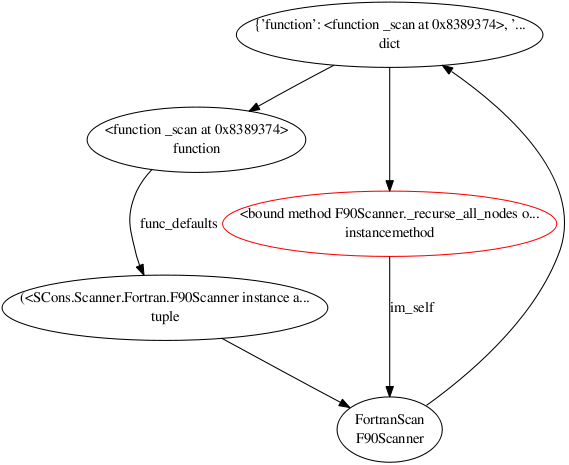 {'function': <function _scan at 0x8389374>, '...
dict
<function _scan at 0x8389374>
function
func_defaults
<bound method F90Scanner._recurse_all_nodes o...
instancemethod
(<SCons.Scanner.Fortran.F90Scanner instance a...
tuple
im_self
FortranScan
F90Scanner